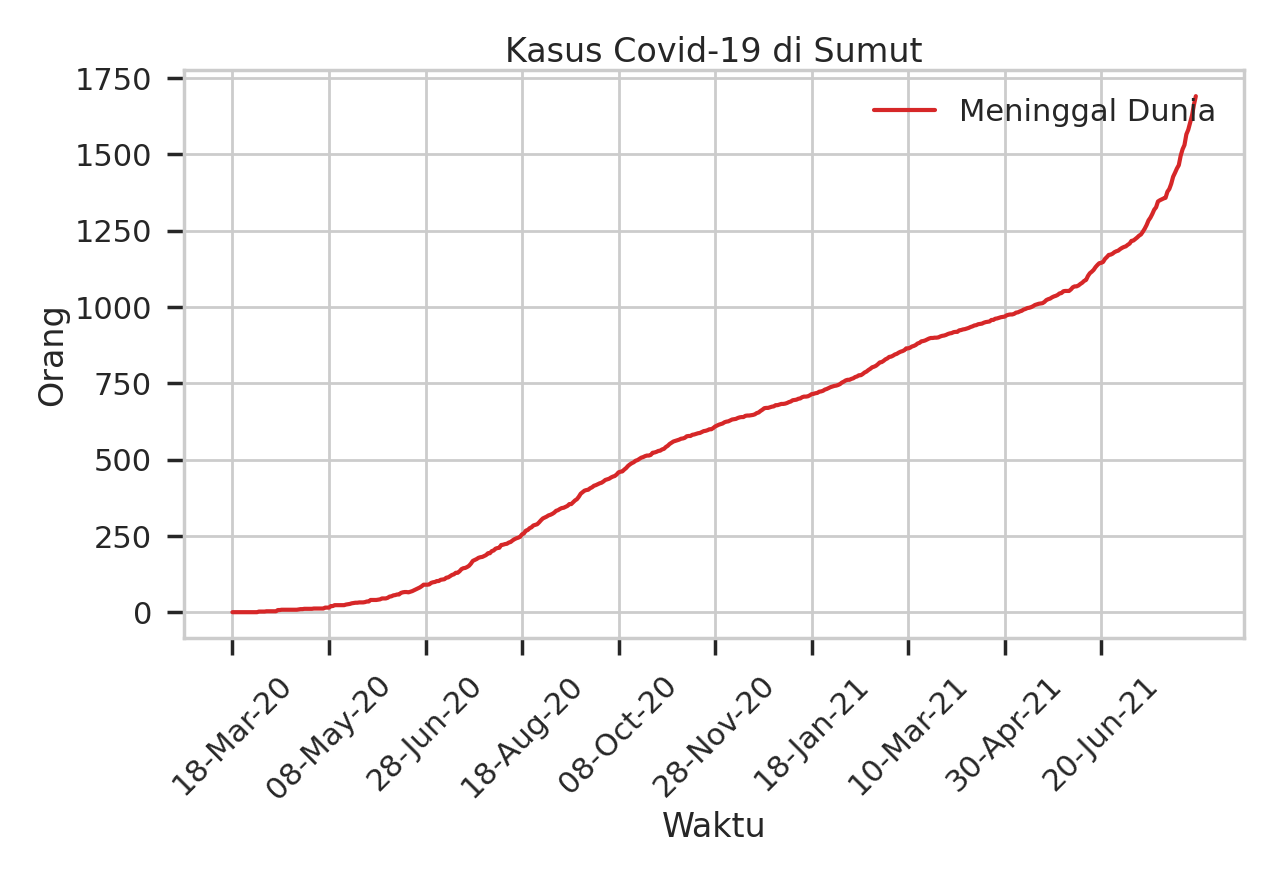 Kasus Covid-19 di Sumut
Meninggal Dunia
Orang
1750
1500
1250
1000
750
500
250
0
18-Mar-20
08-May-20
28-Jun-20
18-Aug-20
08-Oct-20
28-Nov-20
18-Jan-21
10-Mar-21
30-Apr-21
20-Jun-21
Waktu